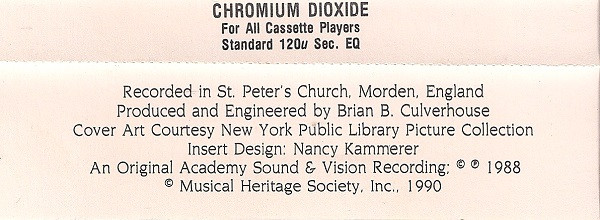 CHROMIUM DIOXIDE
For All Cassette Players
Standard 120u Sec. EQ
Recorded in St. Peter's Church, Morden, England
Produced and Engineered by Brian B. Culverhouse
Cover Art Courtesy New York Public Library Picture Collection
Insert Design: Nancy Kammerer
An Original Academy Sound & Vision Recording; © ℗ 1988
© Musical Heritage Society, Inc., 1990